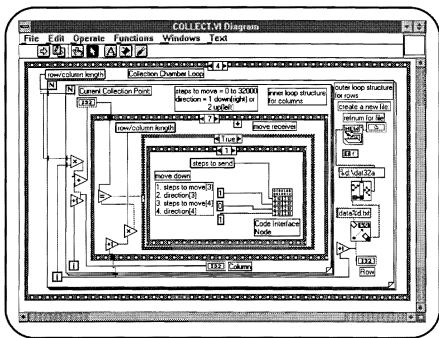 COLLECT.VI Diagram
File Edit Operate Functions Windows Text
4
row/column length
Collection Chamber Loop
N
N
Current Collection Point
I32
steps to move = 0 to 32000
direction = 1 down(right) or
2 up(left)
inner loop structure
for columns
outer loop structure
for rows
create a new file
refnum for file
7
row/column length
move receiver
True
1
steps to send
move down
1. steps to move[3]
2. direction[3]
3. steps to move[4]
4. direction[4]
1
0
1
Code Interface
Node
%d.\dat32a
data%d.txt
i
I32
Column
i
I32
Row